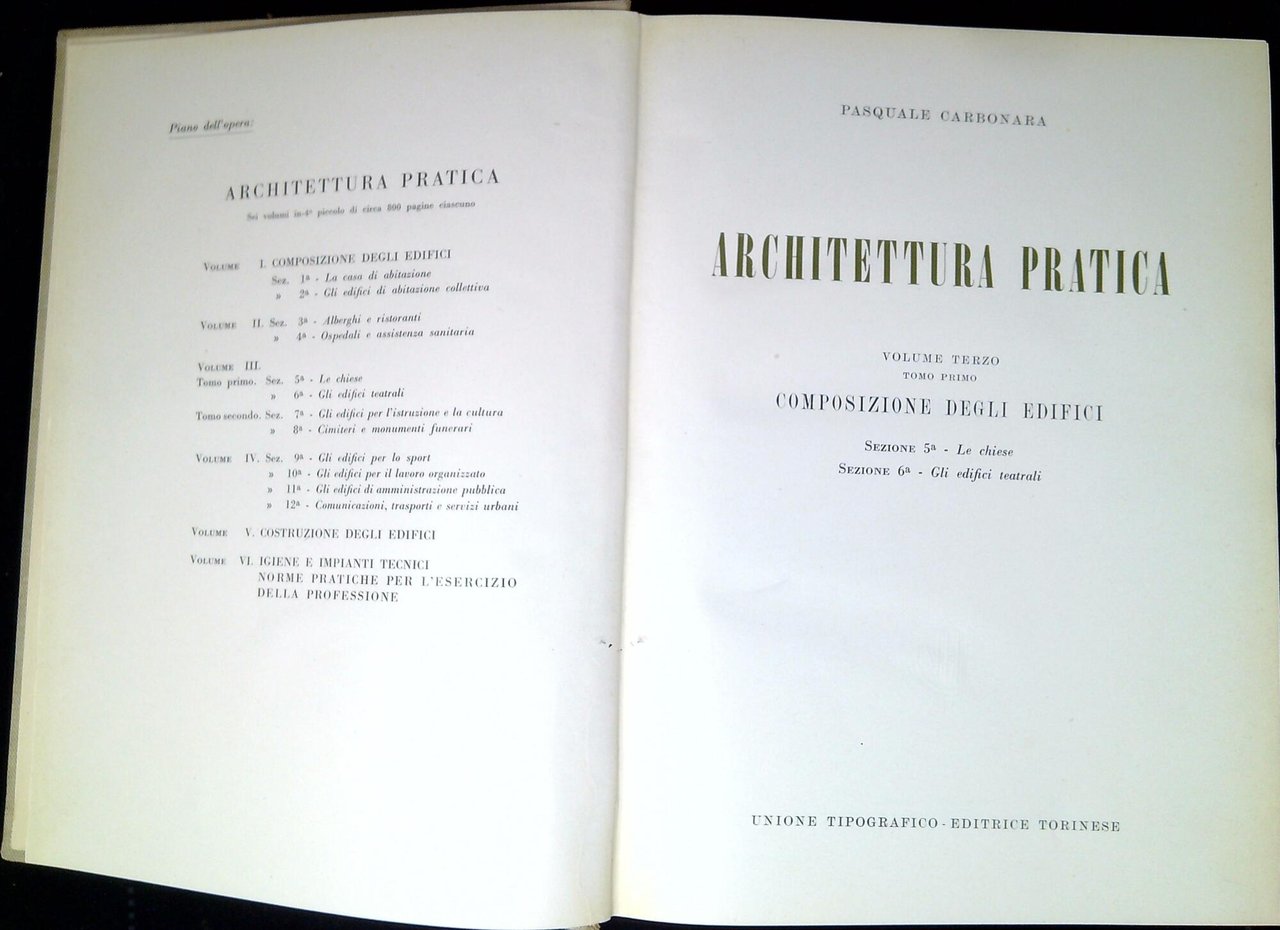 Piano dell'opera:
ARCHITETTURA PRATICA
Sei volumi in-4º piccolo di circa 800 pagine ciascuno
Volume I. COMPOSIZIONE DEGLI EDIFICI
Sez. 1ª - La casa di abitazione
» 2ª - Gli edifici di abitazione collettiva
Volume II. Sez. 3ª - Alberghi e ristoranti
» 4ª - Ospedali e assistenza sanitaria
Volume III.
Tomo primo. Sez. 5ª - Le chiese
» 6ª - Gli edifici teatrali
Tomo secondo. Sez. 7ª - Gli edifici per l'istruzione e la cultura
» 8ª - Cimiteri e monumenti funerari
Volume IV. Sez. 9ª - Gli edifici per lo sport
» 10ª - Gli edifici per il lavoro organizzato
» 11ª - Gli edifici di amministrazione pubblica
» 12ª - Comunicazioni, trasporti e servizi urbani
Volume V. COSTRUZIONE DEGLI EDIFICI
Volume VI. IGIENE E IMPIANTI TECNICI
NORME PRATICHE PER L'ESERCIZIO
DELLA PROFESSIONE
PASQUALE CARBONARA
ARCHITETTURA PRATICA
VOLUME TERZO
TOMO PRIMO
COMPOSIZIONE DEGLI EDIFICI
Sezione 5ª - Le chiese
Sezione 6ª - Gli edifici teatrali
UNIONE TIPOGRAFICO-EDITRICE TORINESE